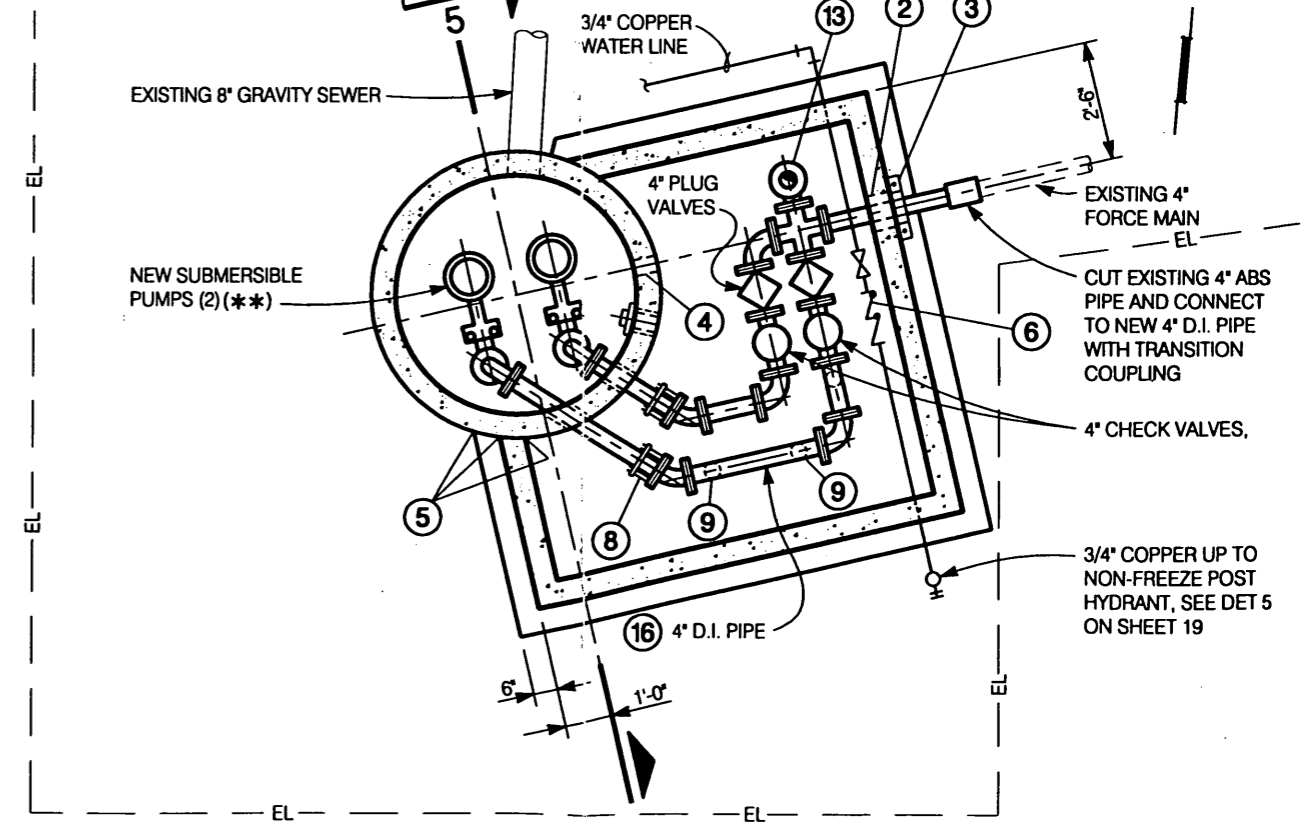 5
3/4" COPPER
WATER LINE
13
2
3
EXISTING 8" GRAVITY SEWER
2'-6"
4" PLUG
VALVES
EXISTING 4"
FORCE MAIN
EL
EL
NEW SUBMERSIBLE
PUMPS (2) (**)
4
6
CUT EXISTING 4" ABS
PIPE AND CONNECT
TO NEW 4" D.I. PIPE
WITH TRANSITION
COUPLING
4" CHECK VALVES,
5
8
9
9
EL
3/4" COPPER UP TO
NON-FREEZE POST
HYDRANT, SEE DET 5
ON SHEET 19
16 4" D.I. PIPE
6"
1'-0"
EL
EL
EL